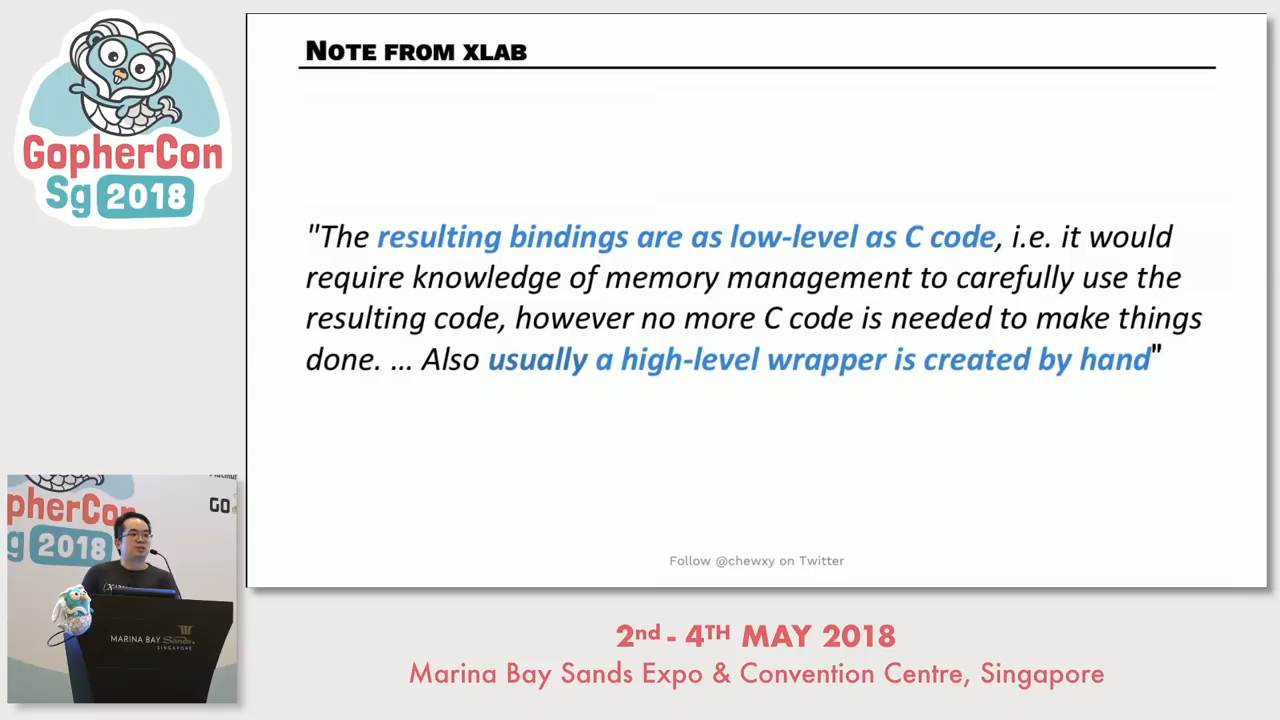 GopherCon
Sg 2018
NOTE FROM XLAB
"The resulting bindings are as low-level as C code, i.e. it would
require knowledge of memory management to carefully use the
resulting code, however no more C code is needed to make things
done. ... Also usually a high-level wrapper is created by hand"
Follow @chewxy on Twitter
pherCon
g 2018
GO
MARINA BAY Sands
SINGAPORE
2nd - 4TH MAY 2018
Marina Bay Sands Expo & Convention Centre, Singapore